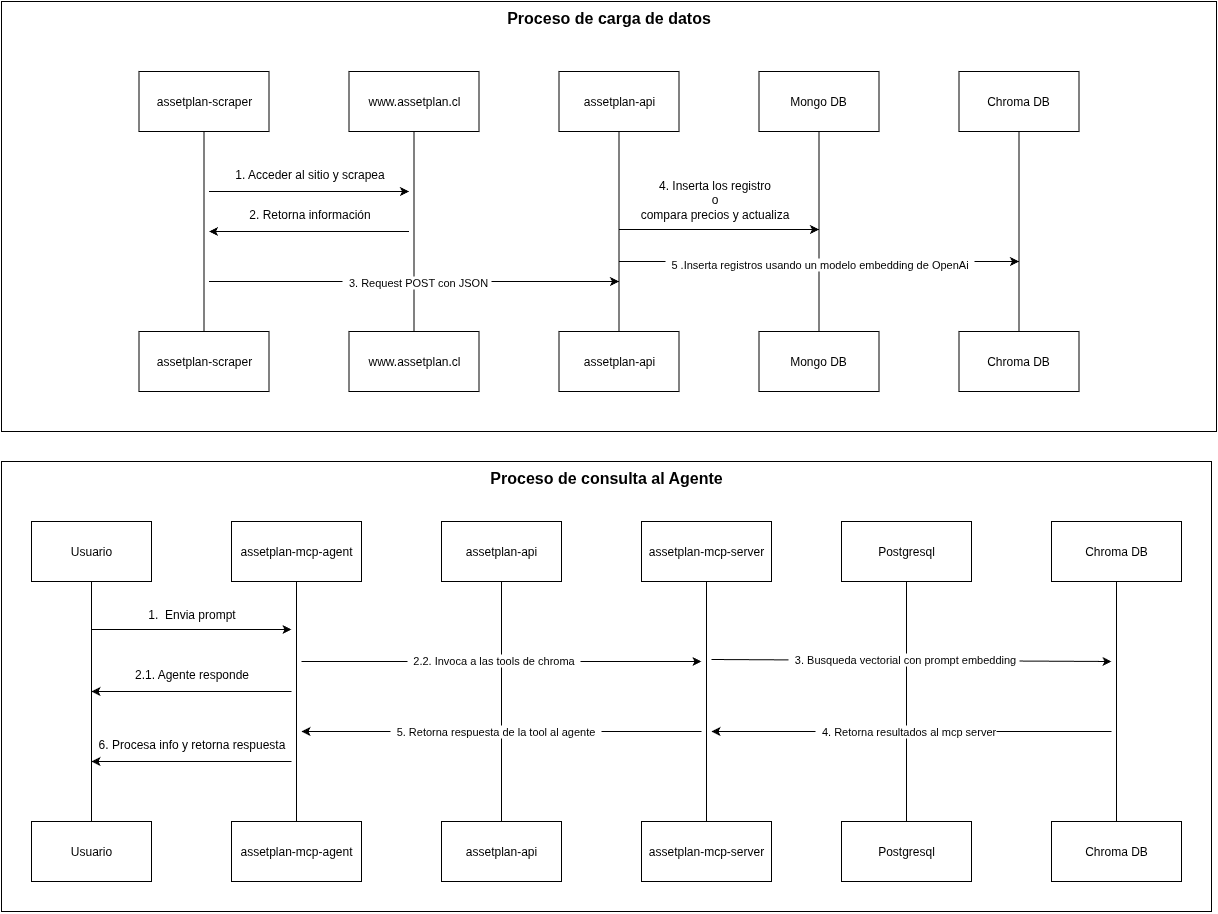 Proceso de carga de datos
assetplan-scraper
www.assetplan.cl
assetplan-api
Mongo DB
Chroma DB
1. Acceder al sitio y scrapea
2. Retorna información
4. Inserta los registro
o
compara precios y actualiza
5 .Inserta registros usando un modelo embedding de OpenAi
3. Request POST con JSON
assetplan-scraper
www.assetplan.cl
assetplan-api
Mongo DB
Chroma DB
Proceso de consulta al Agente
Usuario
assetplan-mcp-agent
assetplan-api
assetplan-mcp-server
Postgresql
Chroma DB
1.  Envia prompt
2.2. Invoca a las tools de chroma
3. Busqueda vectorial con prompt embedding
2.1. Agente responde
5. Retorna respuesta de la tool al agente
4. Retorna resultados al mcp server
6. Procesa info y retorna respuesta
Usuario
assetplan-mcp-agent
assetplan-api
assetplan-mcp-server
Postgresql
Chroma DB